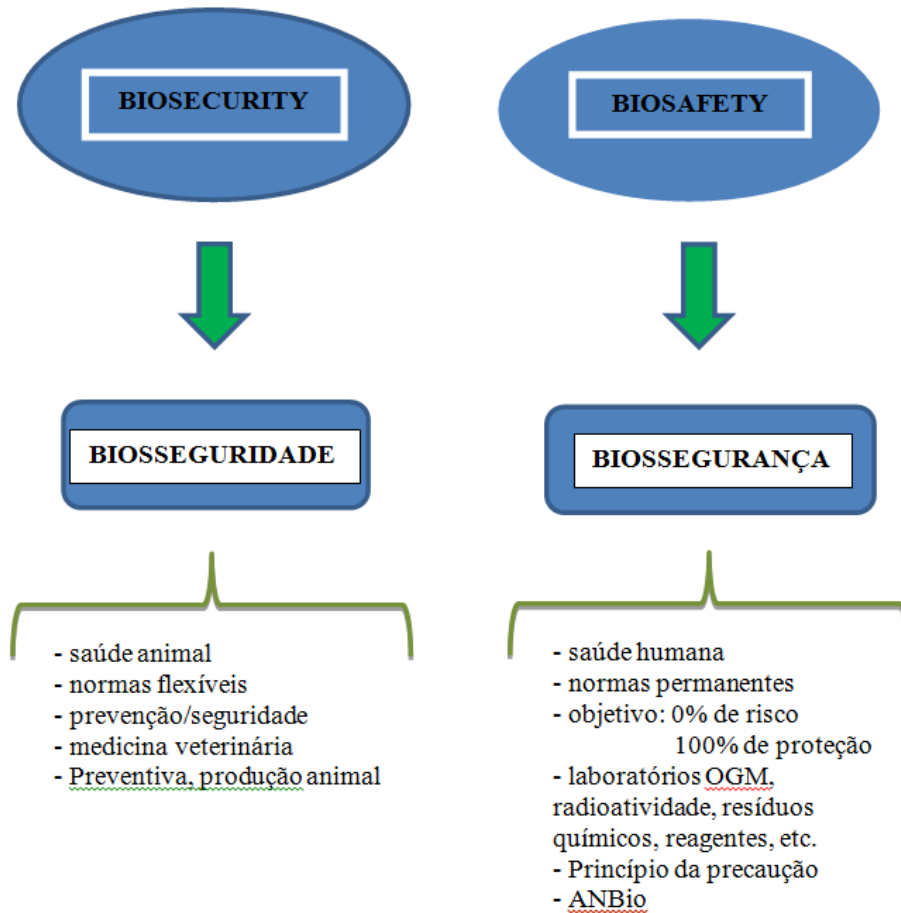 BIOSECURITY
BIOSAFETY
BIOSSEGURIDADE
BIOSSEGURANÇA
- saúde animal
- normas flexíveis
- prevenção/seguridade
- medicina veterinária
- Preventiva, produção animal
- saúde humana
- normas permanentes
- objetivo: 0% de risco
100% de proteção
- laboratórios OGM,
radioatividade, resíduos
químicos, reagentes, etc.
- Princípio da precaução
- ANBio